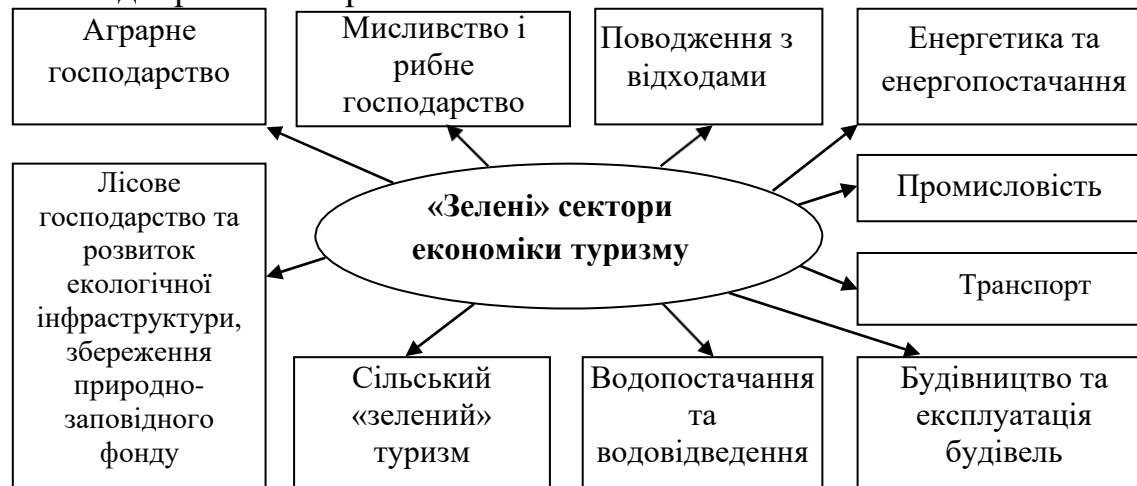 Аграрне
господарство
Мисливство і
рибне
господарство
Поводження з
відходами
Енергетика та
енергопостачання
Лісове
господарство та
розвиток
екологічної
інфраструктури,
збереження
природно-
заповідного
фонду
«Зелені» сектори
економіки туризму
Промисловість
Транспорт
Сільський
«зелений»
туризм
Водопостачання
та
водовідведення
Будівництво та
експлуатація
будівель